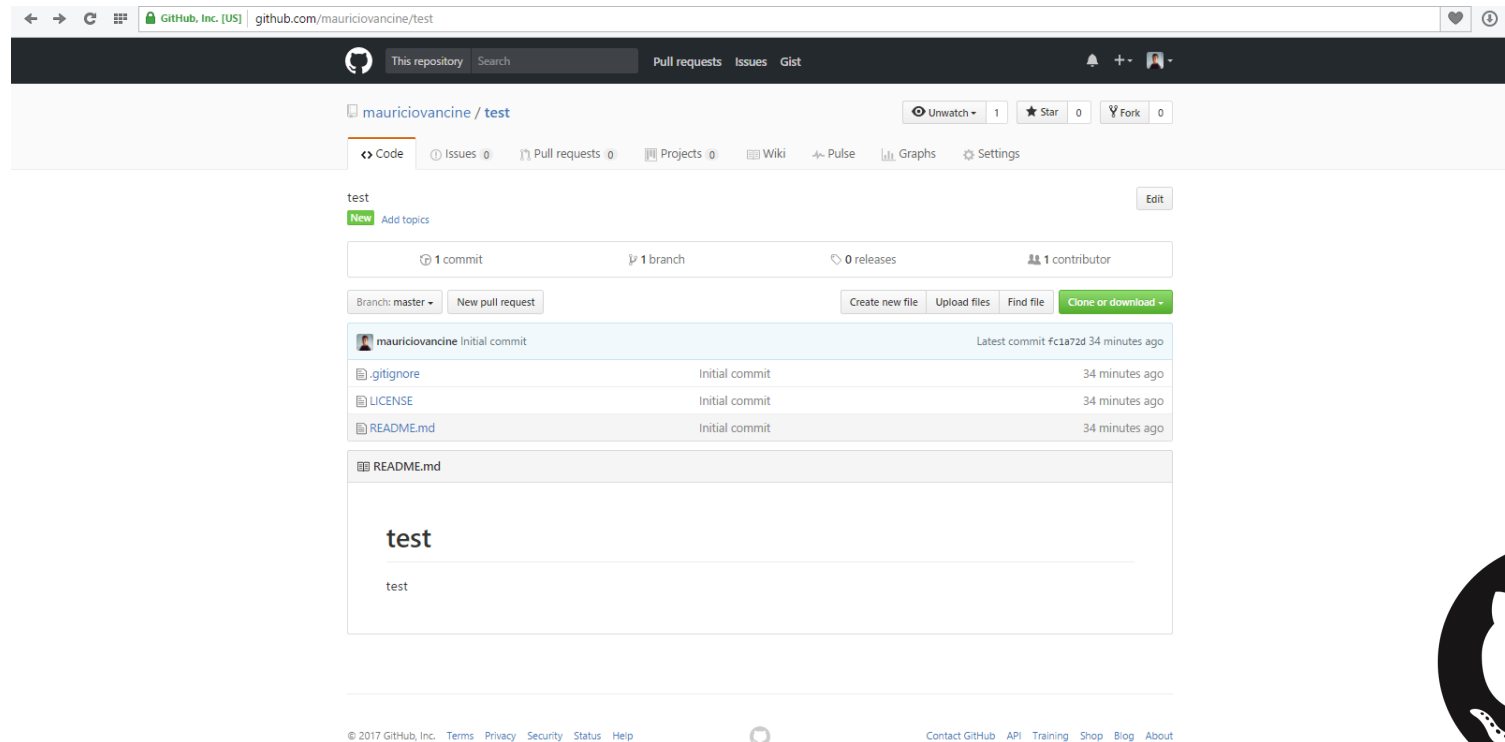 GitHub, Inc. [US] github.com/mauriciovancine/test
This repository Search Pull requests Issues Gist
mauriciovancine / test Unwatch 1 Star 0 Fork 0
Code Issues 0 Pull requests 0 Projects 0 Wiki Pulse Graphs Settings
test Edit
New Add topics
1 commit 1 branch 0 releases 1 contributor
Branch: master New pull request Create new file Upload files Find file Clone or download
mauriciovancine Initial commit Latest commit fc1a72d 34 minutes ago
.gitignore Initial commit 34 minutes ago
LICENSE Initial commit 34 minutes ago
README.md Initial commit 34 minutes ago
README.md
test
test
© 2017 GitHub, Inc. Terms Privacy Security Status Help Contact GitHub API Training Shop Blog About